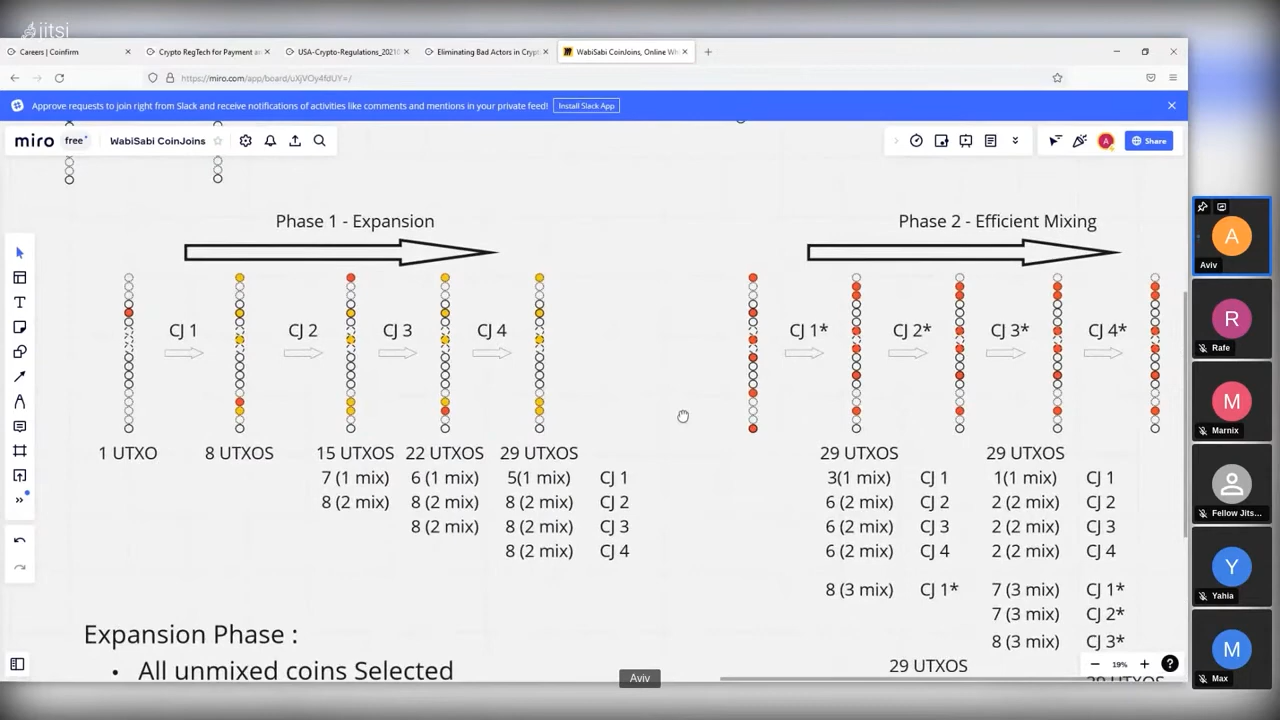 jitsi
Careers | Coinfirm
Crypto RegTech for Payment a
USA-Crypto-Regulations_2021
Eliminating Bad Actors in Cryp
WabiSabi CoinJoins, Online Wh
https://miro.com/app/board/uXjVOy4fdUY=/
Approve requests to join right from Slack and receive notifications of activities like comments and mentions in your private feed! Install Slack App
miro free WabiSabi CoinJoins
A Share
Phase 1 - Expansion
Phase 2 - Efficient Mixing
CJ 1 CJ 2 CJ 3 CJ 4
CJ 1* CJ 2* CJ 3* CJ 4*
1 UTXO 8 UTXOS 15 UTXOS 22 UTXOS 29 UTXOS
7 (1 mix) 6 (1 mix) 5(1 mix) CJ 1
8 (2 mix) 8 (2 mix) 8 (2 mix) CJ 2
8 (2 mix) 8 (2 mix) CJ 3
8 (2 mix) CJ 4
29 UTXOS 29 UTXOS
3(1 mix) CJ 1 1(1 mix) CJ 1
6 (2 mix) CJ 2 2 (2 mix) CJ 2
6 (2 mix) CJ 3 2 (2 mix) CJ 3
6 (2 mix) CJ 4 2 (2 mix) CJ 4
8 (3 mix) CJ 1* 7 (3 mix) CJ 1*
7 (3 mix) CJ 2*
8 (3 mix) CJ 3*
29 UTXOS
29 UTXOS
Expansion Phase :
• All unmixed coins Selected
19%
Aviv
A
Aviv
R
Rafe
M
Marnix
Fellow Jits...
Y
Yahia
M
Max